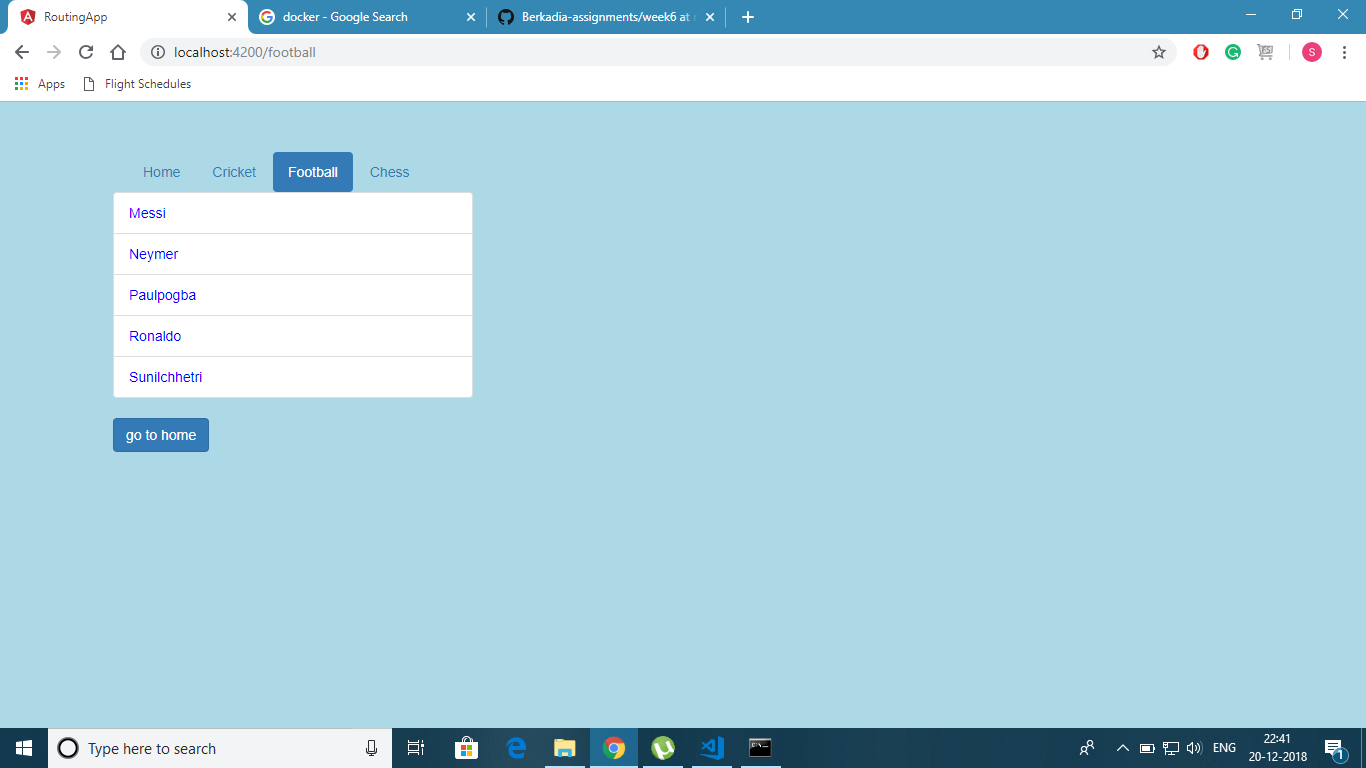 RoutingApp
docker - Google Search
Berkadia-assignments/week6 at
localhost:4200/football
S
Apps
Flight Schedules
Home Cricket Football Chess
Messi
Neymer
Paulpogba
Ronaldo
Sunilchhetri
go to home
Type here to search
ENG
22:41
20-12-2018
1